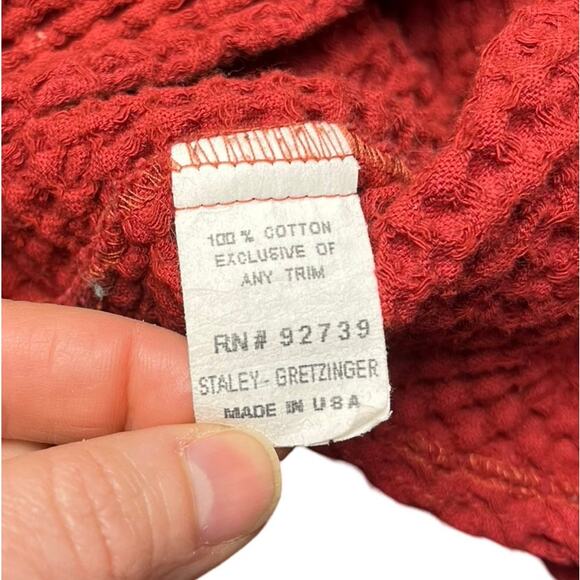 100% COTTON
EXCLUSIVE OF
ANY TRIM
RN# 92739
STALEY-GRETZINGER
MADE IN USA